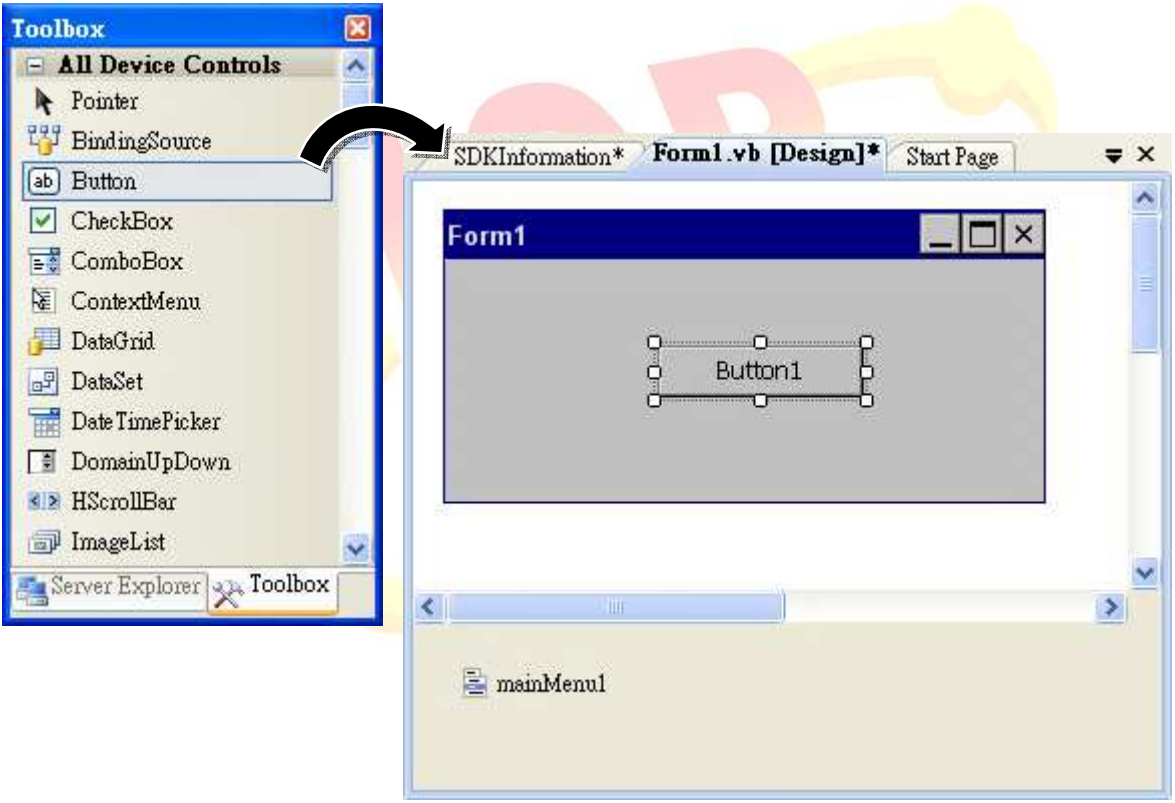 Toolbox
All Device Controls
Pointer
BindingSource
ab Button
CheckBox
ComboBox
ContextMenu
DataGrid
DataSet
DateTimePicker
DomainUpDown
HScrollBar
ImageList
Server Explorer Toolbox
SDKInformation* Form1.vb [Design]* Start Page
Form1
Button1
mainMenu1